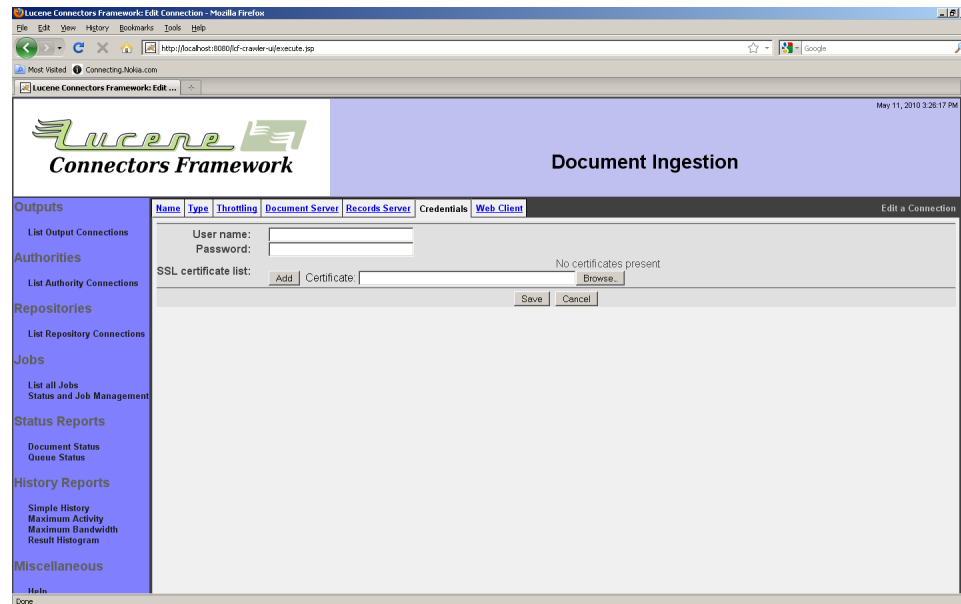 Lucene Connectors Framework: Edit Connection - Mozilla Firefox
File Edit View History Bookmarks Tools Help
http://localhost:8080/lcf-crawler-ui/execute.jsp
Google
Most Visited Connecting.Nokia.com
Lucene Connectors Framework: Edit ...
May 11, 2010 3:26:17 PM
Lucene
Connectors Framework
Document Ingestion
Outputs
List Output Connections
Authorities
List Authority Connections
Repositories
List Repository Connections
Jobs
List all Jobs
Status and Job Management
Status Reports
Document Status
Queue Status
History Reports
Simple History
Maximum Activity
Maximum Bandwidth
Result Histogram
Miscellaneous
Help
Name Type Throttling Document Server Records Server Credentials Web Client Edit a Connection
User name:
Password:
SSL certificate list:
No certificates present
Add Certificate: Browse...
Save Cancel
Done